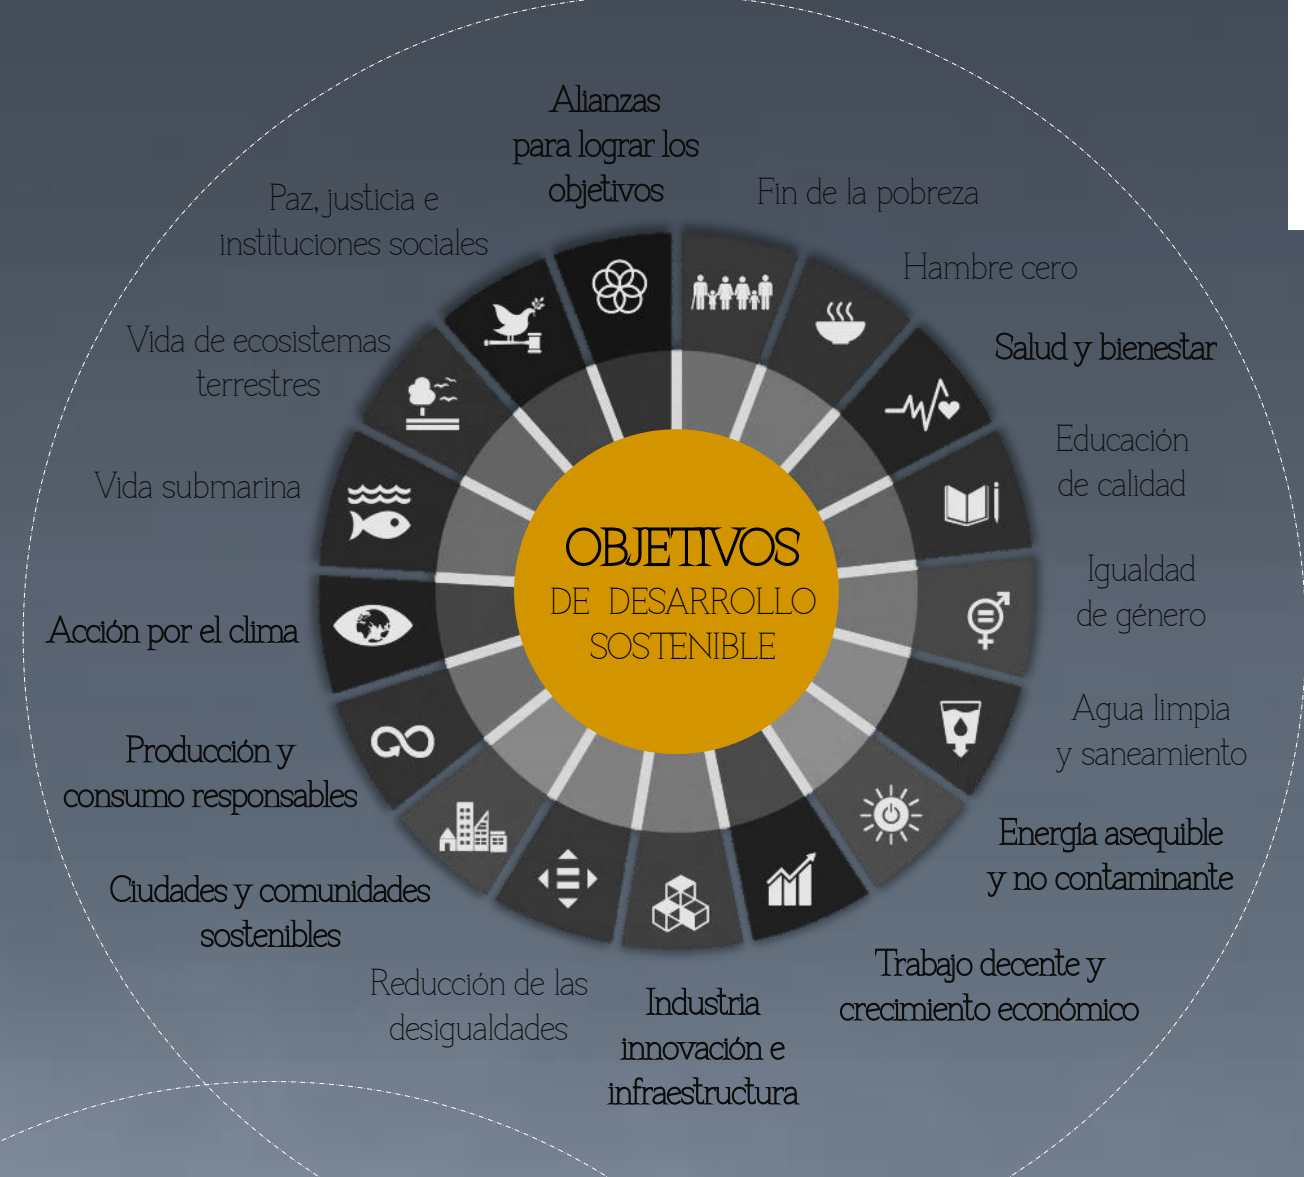 OBJETIVOS
DE DESARROLLO
SOSTENIBLE
Fin de la pobreza
Hambre cero
Salud y bienestar
Educación
de calidad
Igualdad
de género
Agua limpia
y saneamiento
Energía asequible
y no contaminante
Trabajo decente y
crecimiento económico
Industria
innovación e
infraestructura
Reducción de las
desigualdades
Ciudades y comunidades
sostenibles
Producción y
consumo responsables
Acción por el clima
Vida submarina
Vida de ecosistemas
terrestres
Paz, justicia e
instituciones sociales
Alianzas
para lograr los
objetivos